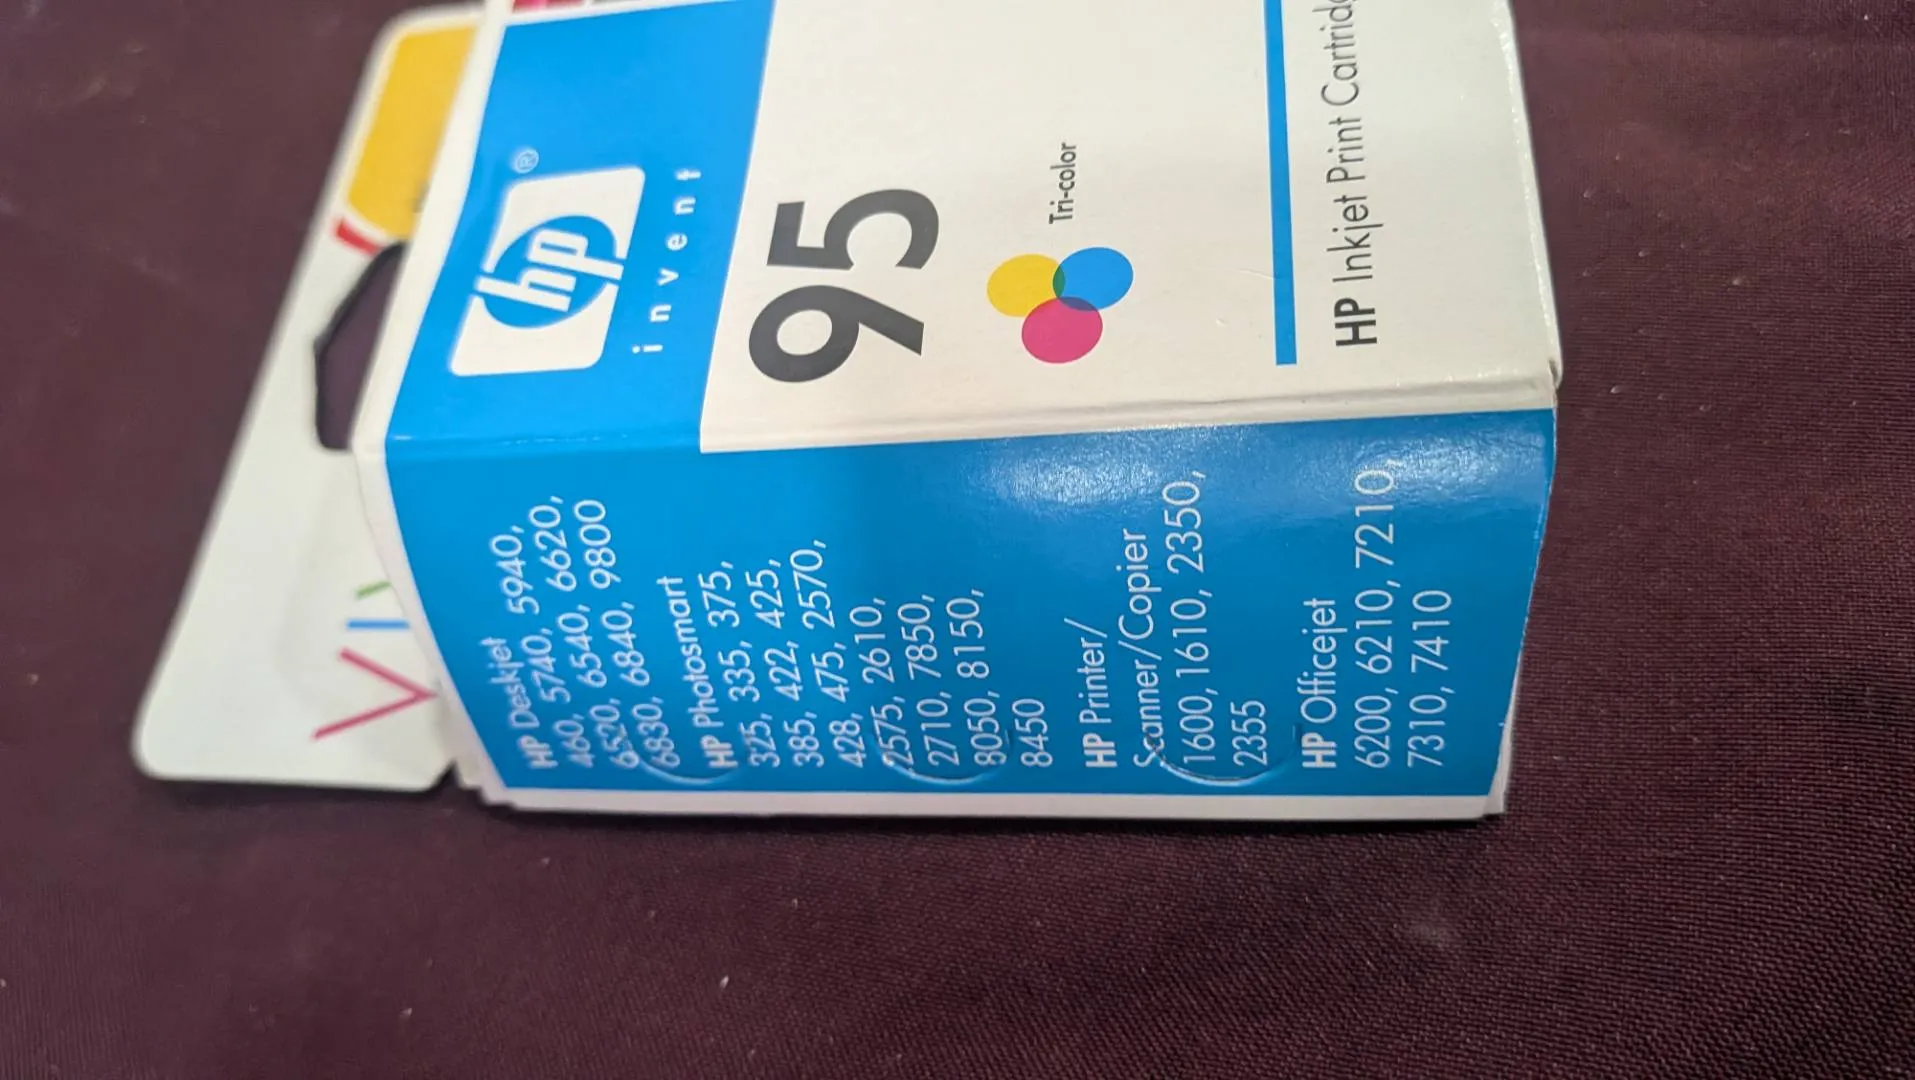 hp®
invent
95
Tri-color
HP Inkjet Print
HP Deskjet
460, 5740, 5940,
6520, 6540, 6620,
6830, 6840, 9800
HP Photosmart
325, 335, 375,
385, 422, 425,
428, 475, 2570,
2575, 2610,
2710, 7850,
8050, 8150,
8450
HP Printer/
Scanner/Copier
1600, 1610, 2350,
2355
HP Officejet
6200, 6210, 7210,
7310, 7410